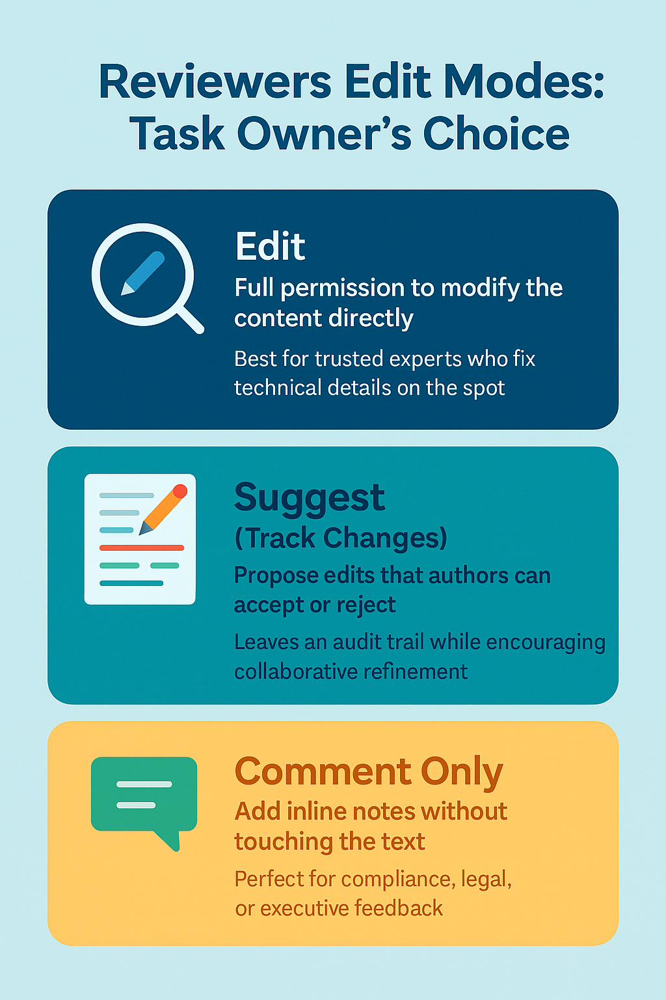 Reviewers Edit Modes:
Task Owner’s Choice
Edit
Full permission to modify the
content directly
Best for trusted experts who fix
technical details on the spot
Suggest
(Track Changes)
Propose edits that authors can
accept or reject
Leaves an audit trail while encouraging
collaborative refinement
Comment Only
Add inline notes without
touching the text
Perfect for compliance, legal,
or executive feedback